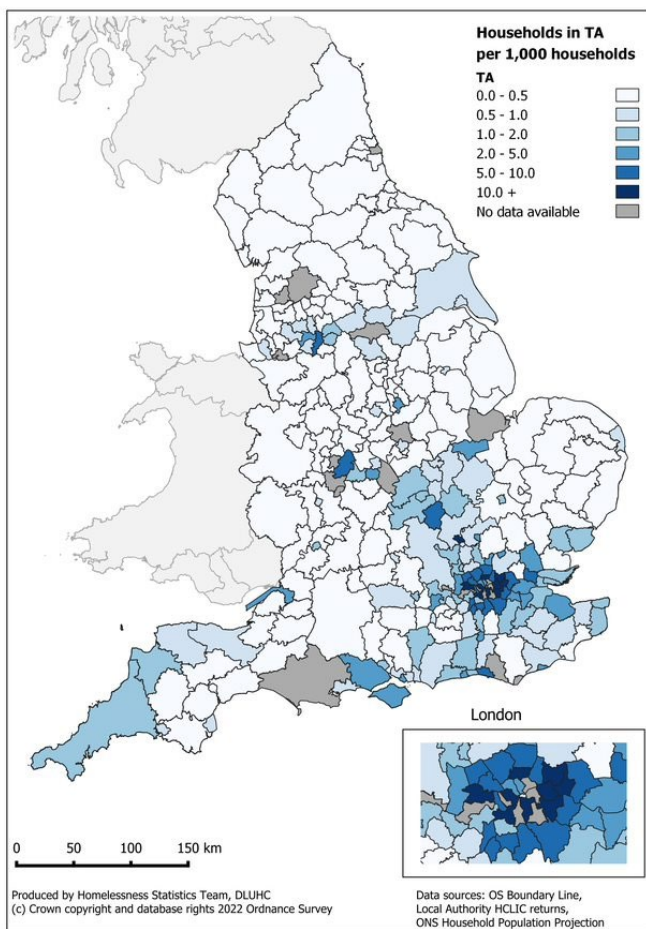 Households in TA
per 1,000 households
TA
0.0 - 0.5
0.5 - 1.0
1.0 - 2.0
2.0 - 5.0
5.0 - 10.0
10.0 +
No data available
London
0 50 100 150 km
Produced by Homelessness Statistics Team, DLUHC
(c) Crown copyright and database rights 2022 Ordnance Survey
Data sources: OS Boundary Line,
Local Authority HCLIC returns,
ONS Household Population Projection